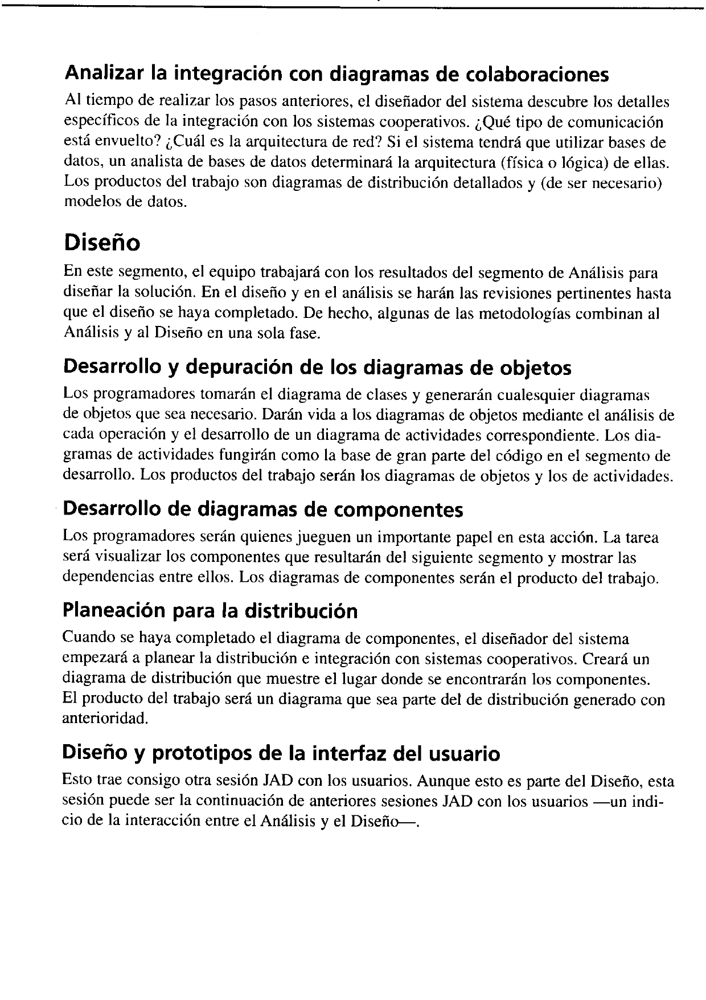 Analizar la integración con diagramas de colaboraciones
Al tiempo de realizar los pasos anteriores, el diseñador del sistema descubre los detalles
específicos de la integración con los sistemas cooperativos. ¿Qué tipo de comunicación
está envuelto? ¿Cuál es la arquitectura de red? Si el sistema tendrá que utilizar bases de
datos, un analista de bases de datos determinará la arquitectura (física o lógica) de ellas.
Los productos del trabajo son diagramas de distribución detallados y (de ser necesario)
modelos de datos.
Diseño
En este segmento, el equipo trabajará con los resultados del segmento de Análisis para
diseñar la solución. En el diseño y en el análisis se harán las revisiones pertinentes hasta
que el diseño se haya completado. De hecho, algunas de las metodologías combinan al
Análisis y al Diseño en una sola fase.
Desarrollo y depuración de los diagramas de objetos
Los programadores tomarán el diagrama de clases y generarán cualesquier diagramas
de objetos que sea necesario. Darán vida a los diagramas de objetos mediante el análisis de
cada operación y el desarrollo de un diagrama de actividades correspondiente. Los dia-
gramas de actividades fungirán como la base de gran parte del código en el segmento de
desarrollo. Los productos del trabajo serán los diagramas de objetos y los de actividades.
Desarrollo de diagramas de componentes
Los programadores serán quienes jueguen un importante papel en esta acción. La tarea
será visualizar los componentes que resultarán del siguiente segmento y mostrar las
dependencias entre ellos. Los diagramas de componentes serán el producto del trabajo.
Planeación para la distribución
Cuando se haya completado el diagrama de componentes, el diseñador del sistema
empezará a planear la distribución e integración con sistemas cooperativos. Creará un
diagrama de distribución que muestre el lugar donde se encontrarán los componentes.
El producto del trabajo será un diagrama que sea parte del de distribución generado con
anterioridad.
Diseño y prototipos de la interfaz del usuario
Esto trae consigo otra sesión JAD con los usuarios. Aunque esto es parte del Diseño, esta
sesión puede ser la continuación de anteriores sesiones JAD con los usuarios —un indi-
cio de la interacción entre el Análisis y el Diseño—.